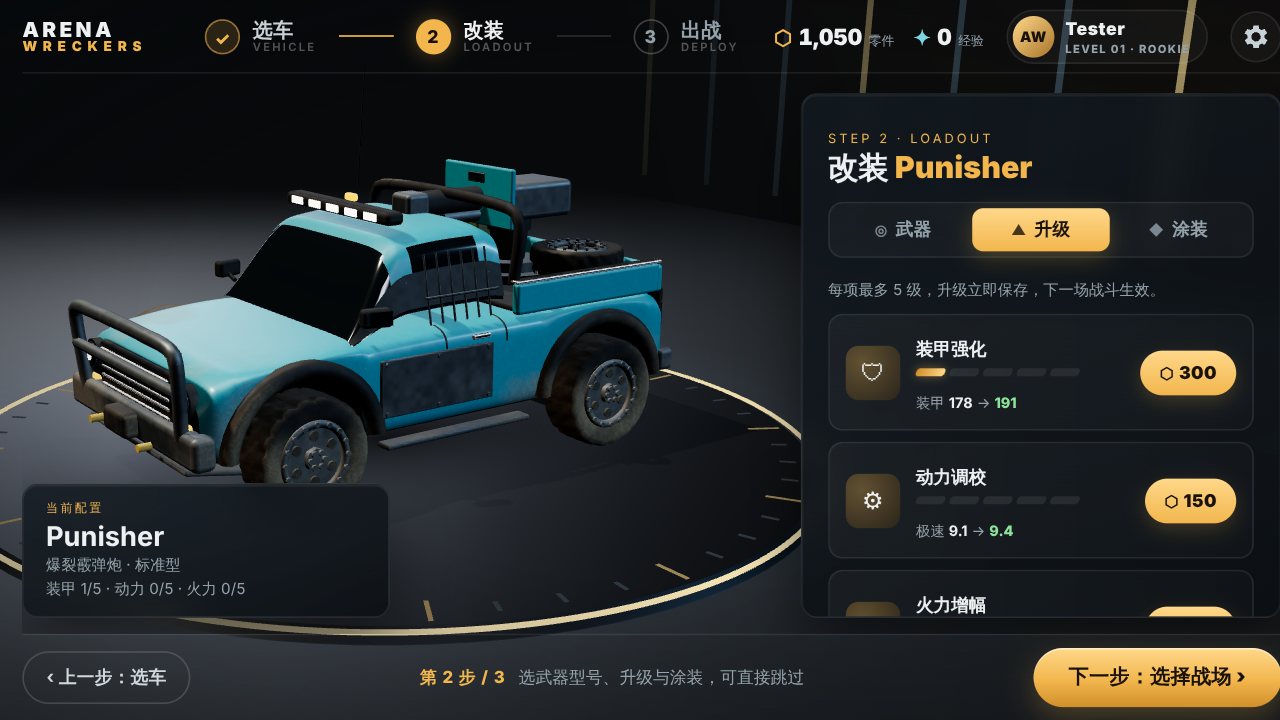 ARENA
WRECKERS
选车
VEHICLE
2
改装
LOADOUT
3
出战
DEPLOY
1,050 零件
0 经验
AW
Tester
LEVEL 01 · ROOKIE
STEP 2 · LOADOUT
改装 Punisher
武器
升级
涂装
每项最多 5 级，升级立即保存，下一场战斗生效。
装甲强化
装甲 178 → 191
300
动力调校
极速 9.1 → 9.4
150
火力增幅
当前配置
Punisher
爆裂霰弹炮 · 标准型
装甲 1/5 · 动力 0/5 · 火力 0/5
‹ 上一步：选车
第 2 步 / 3 选武器型号、升级与涂装，可直接跳过
下一步：选择战场 ›